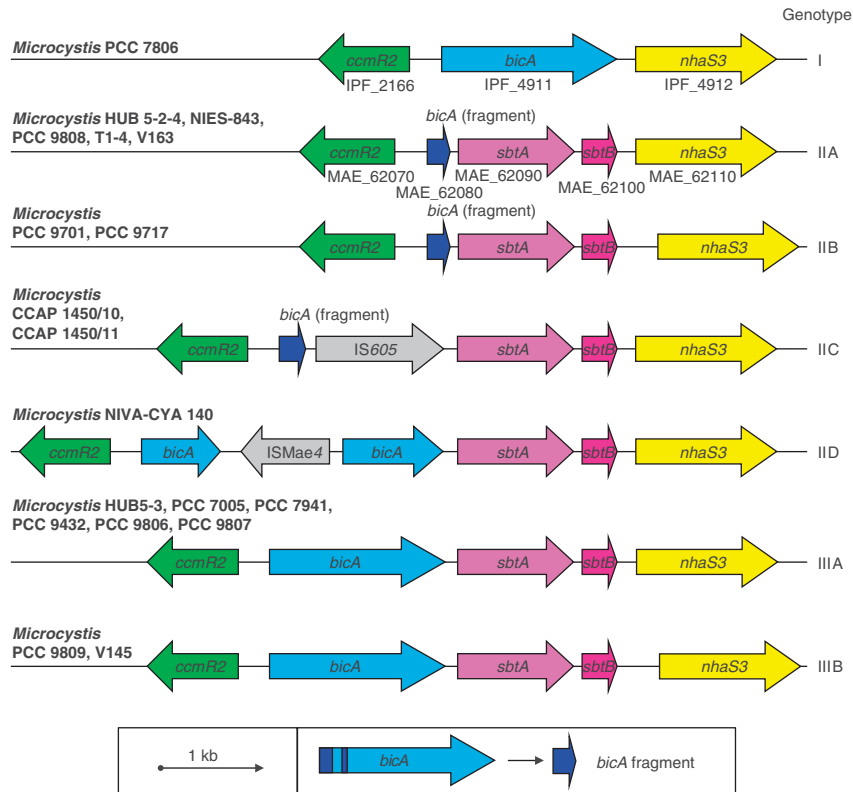 Genotype
Microcystis PCC 7806
ccmR2 bicA nhaS3 I
IPF_2166 IPF_4911 IPF_4912
Microcystis HUB 5-2-4, NIES-843,
PCC 9808, T1-4, V163
bicA (fragment)
ccmR2 sbtA sbtB nhaS3 IIA
MAE_62070 MAE_62080 MAE_62090 MAE_62100 MAE_62110
Microcystis
PCC 9701, PCC 9717
bicA (fragment)
ccmR2 sbtA sbtB nhaS3 IIB
Microcystis
CCAP 1450/10,
CCAP 1450/11
bicA (fragment)
ccmR2 IS605 sbtA sbtB nhaS3 IIC
Microcystis NIVA-CYA 140
ccmR2 bicA ISMae4 bicA sbtA sbtB nhaS3 IID
Microcystis HUB5-3, PCC 7005, PCC 7941,
PCC 9432, PCC 9806, PCC 9807
ccmR2 bicA sbtA sbtB nhaS3 IIIA
Microcystis
PCC 9809, V145
ccmR2 bicA sbtA sbtB nhaS3 IIIB
1 kb
bicA bicA fragment